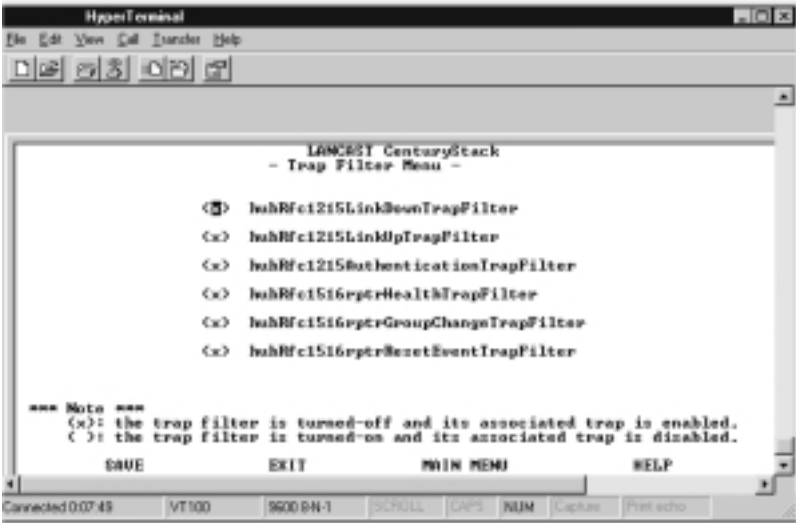 HyperTerminal
File Edit View Call Transfer Help
LANCAST CenturyStack
- Trap Filter Menu -
(x) hubRfc1215LinkDownTrapFilter
(x) hubRfc1215LinkUpTrapFilter
(x) hubRfc1215AuthenticationTrapFilter
(x) hubRfc1516rptrHealthTrapFilter
(x) hubRfc1516rptrGroupChangeTrapFilter
(x) hubRfc1516rptrResetEventTrapFilter
*** Note ***
(x): the trap filter is turned-off and its associated trap is enabled.
( ): the trap filter is turned-on and its associated trap is disabled.
SAVE EXIT MAIN MENU HELP
Connected 0:07:49 VT100 9600 8-N-1 SCROLL CAPS NUM Capture Print echo